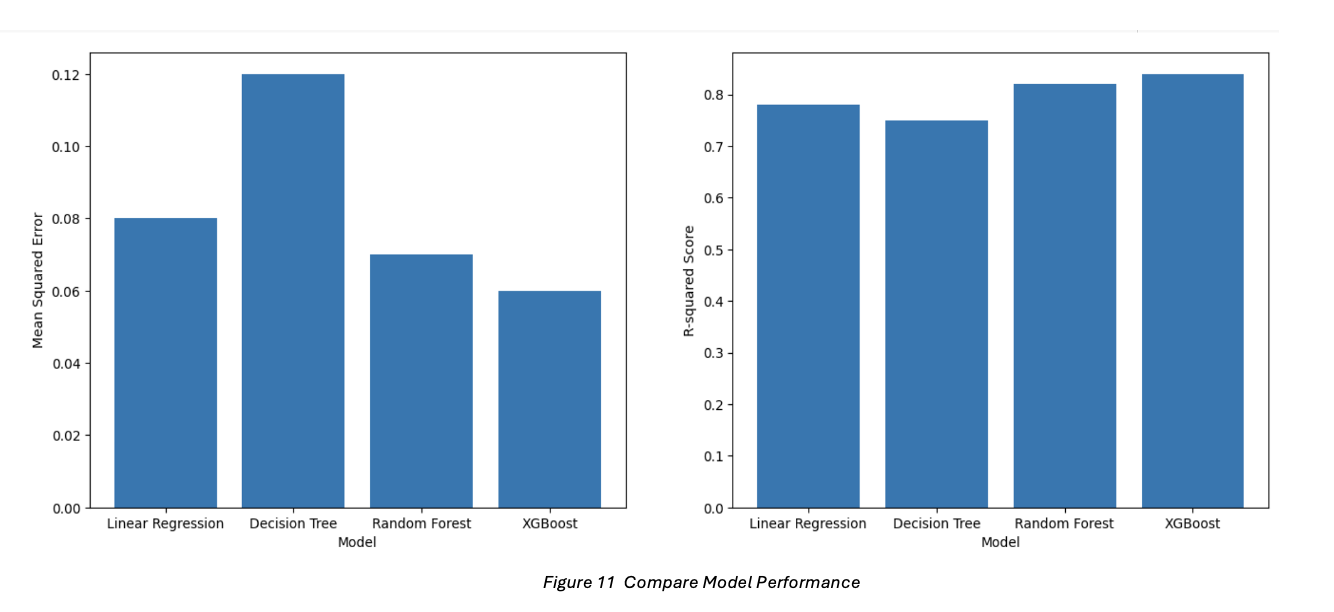 Mean Squared Error
0.12
0.10
0.08
0.06
0.04
0.02
0.00
Linear Regression Decision Tree Random Forest XGBoost
Model
R-squared Score
0.8
0.7
0.6
0.5
0.4
0.3
0.2
0.1
0.0
Linear Regression Decision Tree Random Forest XGBoost
Model
Figure 11 Compare Model Performance